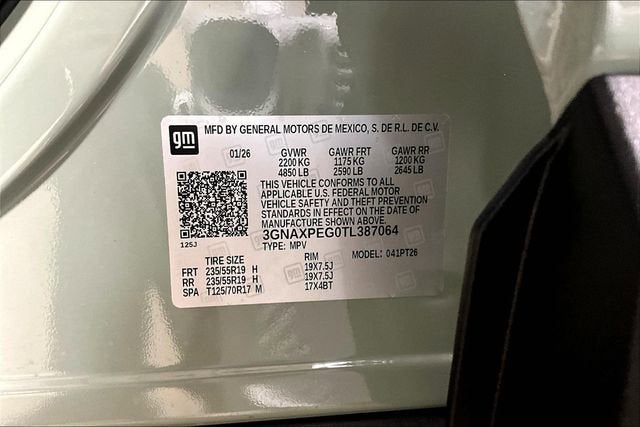 gm
MFD BY GENERAL MOTORS DE MEXICO, S. DE R.L. DE C.V.
01/26 GVWR GAWR FRT GAWR RR
2200 KG 1175 KG 1200 KG
4850 LB 2590 LB 2645 LB
THIS VEHICLE CONFORMS TO ALL
APPLICABLE U.S. FEDERAL MOTOR
VEHICLE SAFETY AND THEFT PREVENTION
STANDARDS IN EFFECT ON THE DATE OF
MANUFACTURE SHOWN ABOVE.
3GNAXPEG0TL387064
125J
TYPE: MPV
TIRE SIZE RIM MODEL: 041PT26
FRT 235/55R19 H 19X7.5J
RR 235/55R19 H 19X7.5J
SPA T125/70R17 M 17X4BT